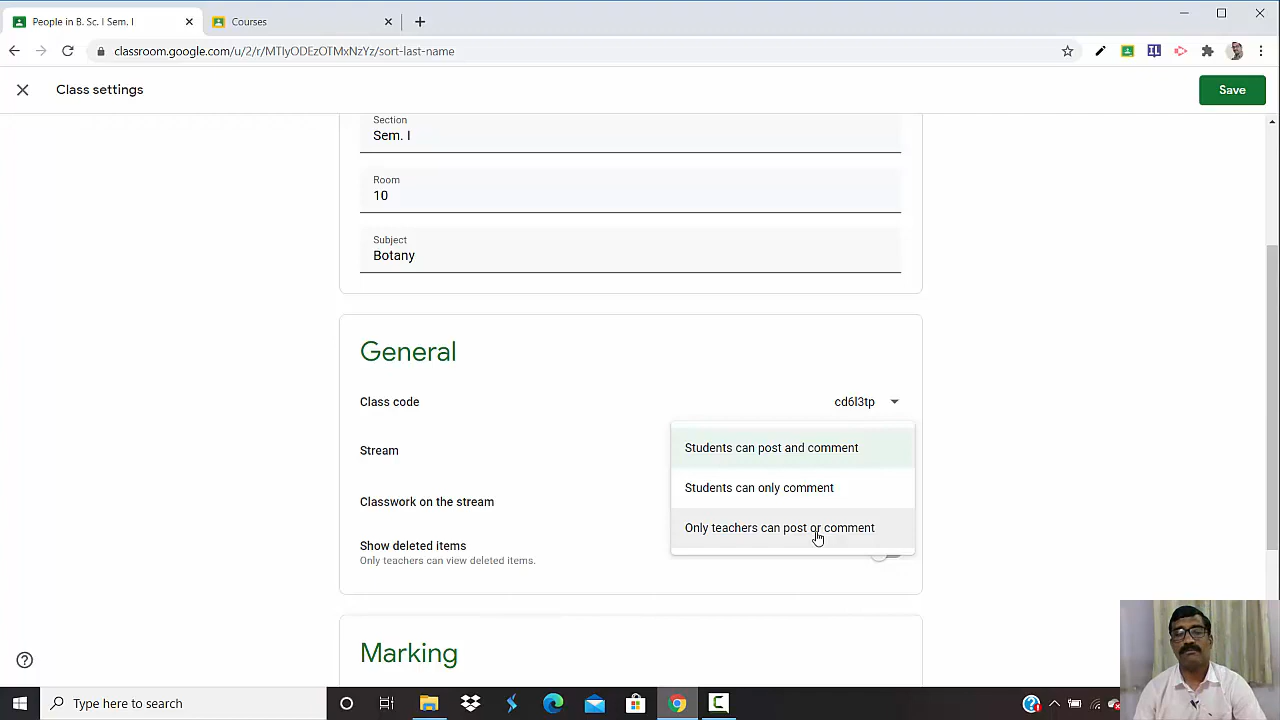 People in B. Sc. I Sem. I
Courses
classroom.google.com/u/2/r/MTIyODEzOTMxNzYz/sort-last-name
Class settings
Save
Section
Sem. I
Room
10
Subject
Botany
General
Class code
cd6l3tp
Stream
Students can post and comment
Students can only comment
Classwork on the stream
Only teachers can post or comment
Show deleted items
Only teachers can view deleted items.
Marking
Type here to search